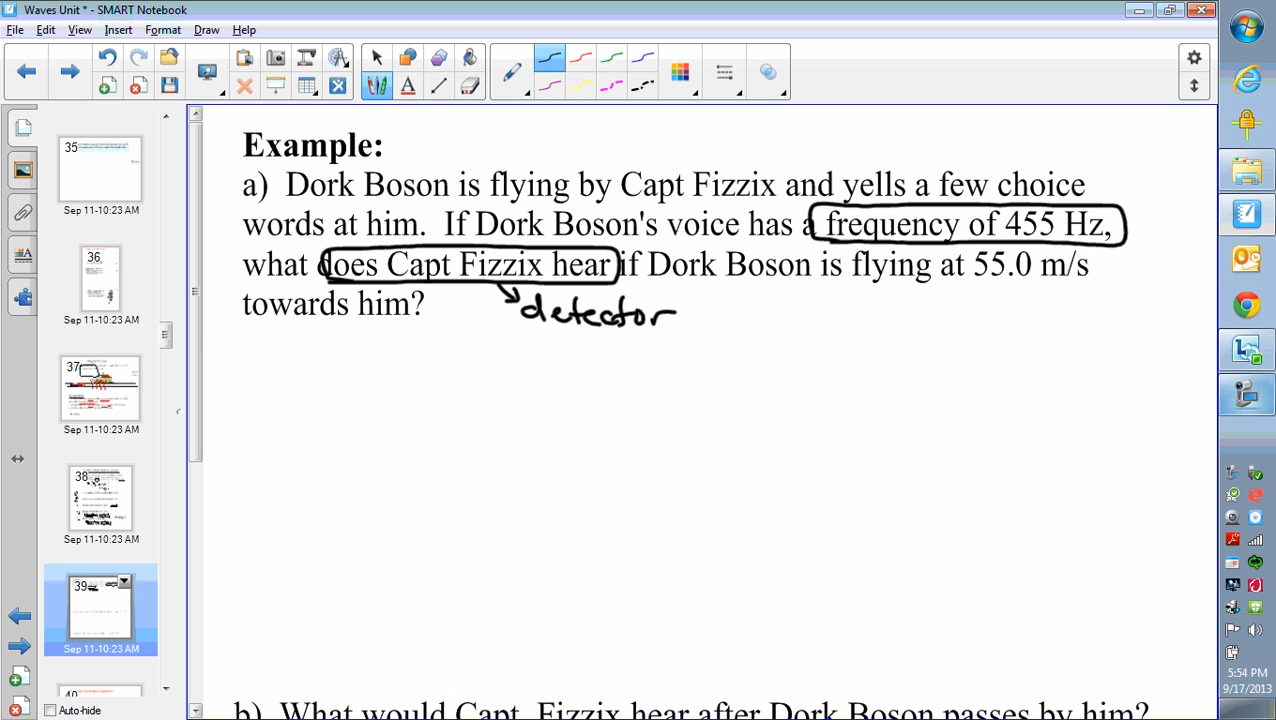 Waves Unit * - SMART Notebook
File Edit View Insert Format Draw Help
35
Sep 11-10:23 AM
36
Sep 11-10:23 AM
37
Sep 11-10:23 AM
38
Sep 11-10:23 AM
39
Sep 11-10:23 AM
40
Auto-hide
Example:
a) Dork Boson is flying by Capt Fizzix and yells a few choice
words at him. If Dork Boson's voice has a frequency of 455 Hz,
what does Capt Fizzix hear if Dork Boson is flying at 55.0 m/s
towards him?
detector
b) What would Capt. Fizzix hear after Dork Boson passes by him?
5:54 PM
9/17/2013